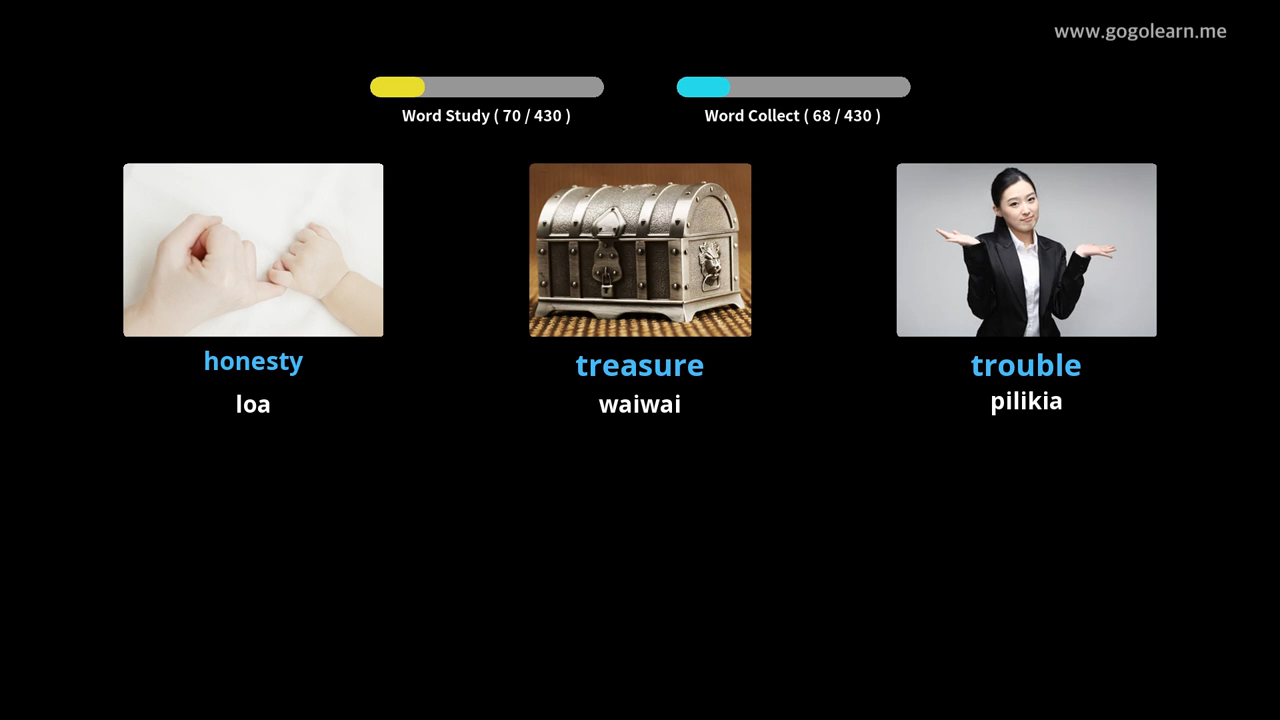 www.gogolearn.me
Word Study ( 70 / 430 )
Word Collect ( 68 / 430 )
honesty
loa
treasure
waiwai
trouble
pilikia